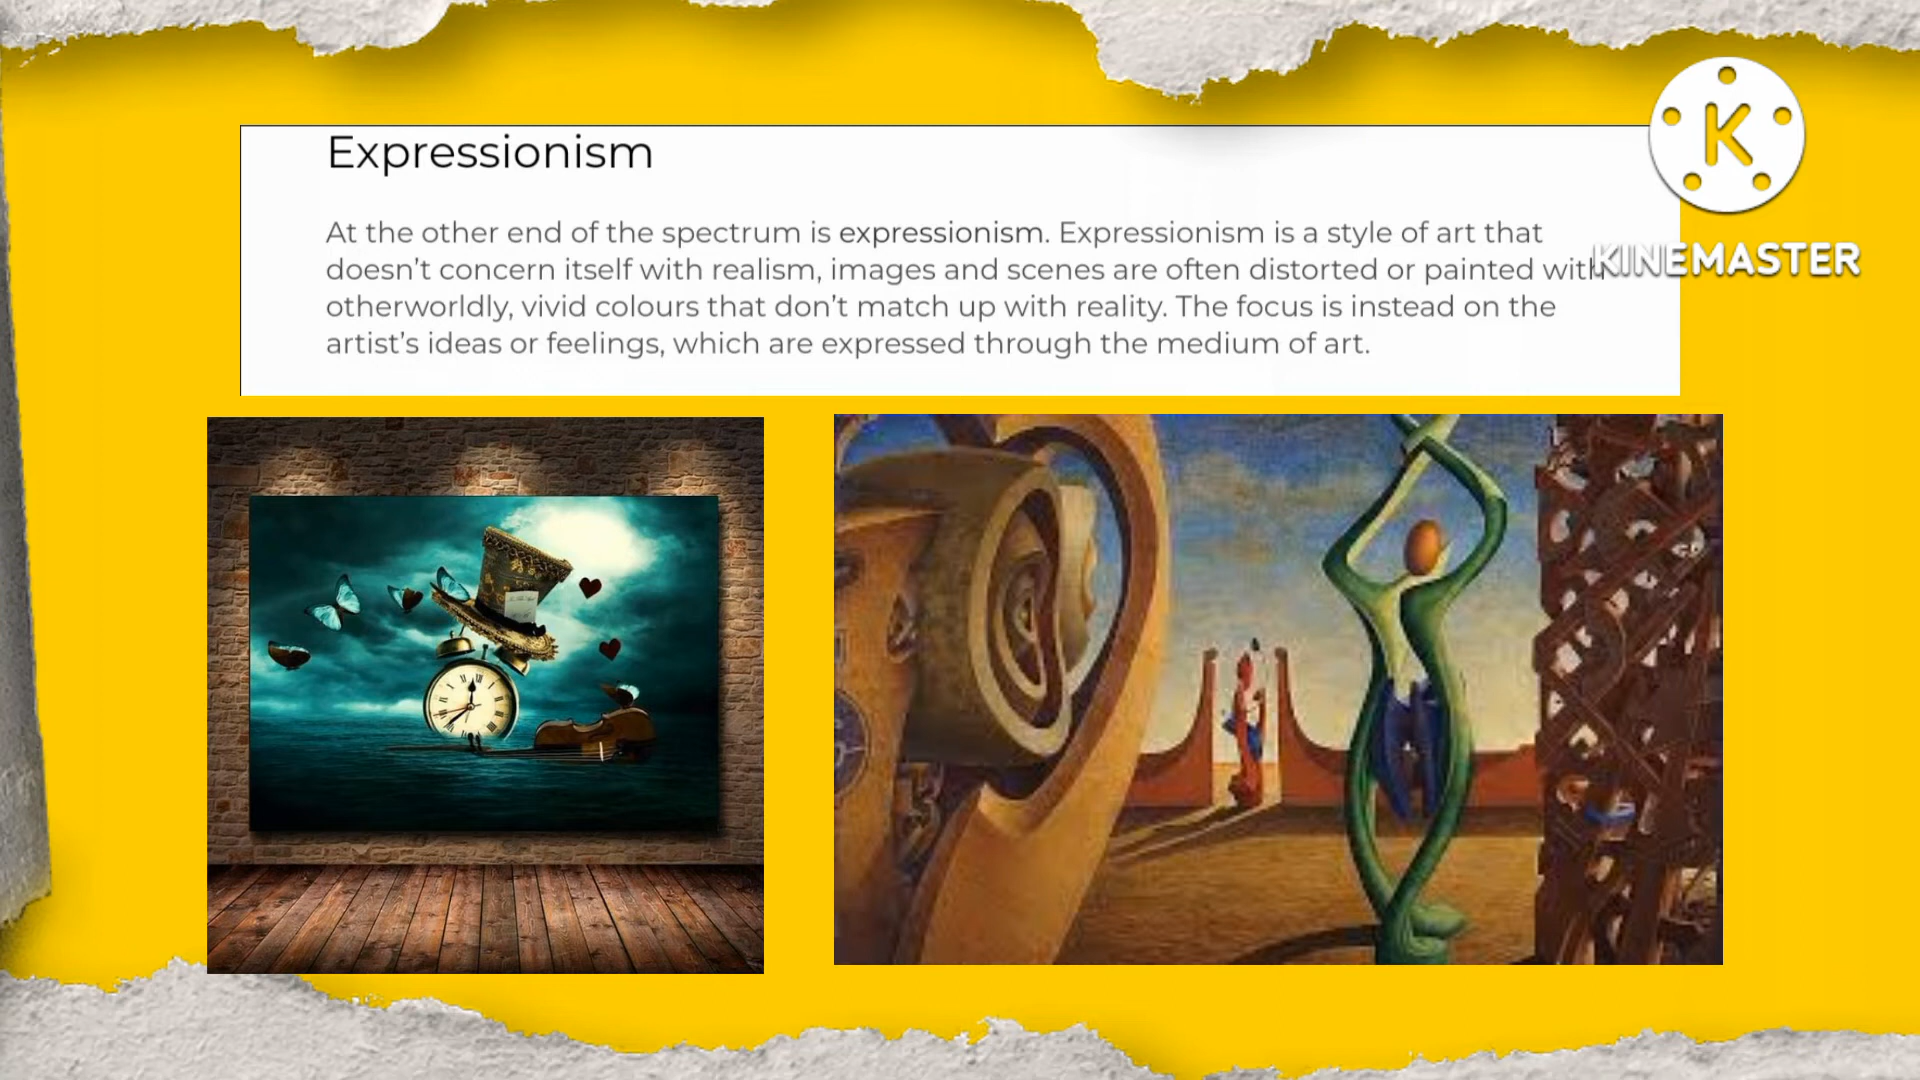 Expressionism
At the other end of the spectrum is expressionism. Expressionism is a style of art that
doesn’t concern itself with realism, images and scenes are often distorted or painted with
otherworldly, vivid colours that don’t match up with reality. The focus is instead on the
artist’s ideas or feelings, which are expressed through the medium of art.
K
KINEMASTER